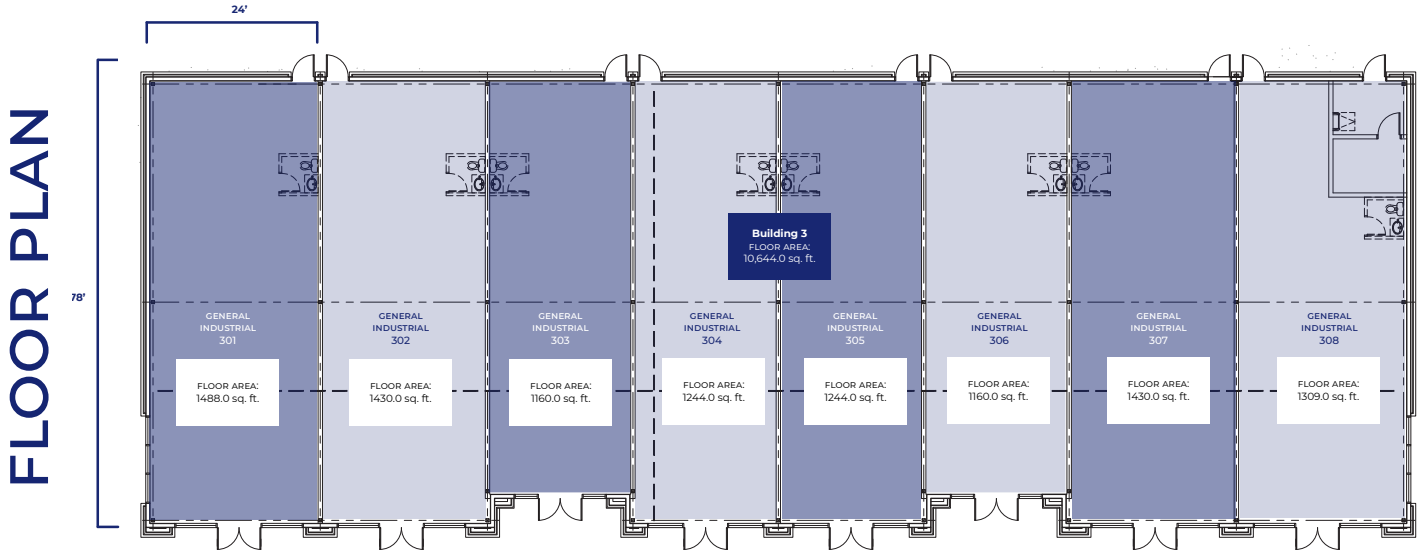 24’
FLOOR PLAN
78’
Building 3
FLOOR AREA:
10,644.0 sq. ft.
GENERAL
INDUSTRIAL
301
FLOOR AREA:
1488.0 sq. ft.
GENERAL
INDUSTRIAL
302
FLOOR AREA:
1430.0 sq. ft.
GENERAL
INDUSTRIAL
303
FLOOR AREA:
1160.0 sq. ft.
GENERAL
INDUSTRIAL
304
FLOOR AREA:
1244.0 sq. ft.
GENERAL
INDUSTRIAL
305
FLOOR AREA:
1244.0 sq. ft.
GENERAL
INDUSTRIAL
306
FLOOR AREA:
1160.0 sq. ft.
GENERAL
INDUSTRIAL
307
FLOOR AREA:
1430.0 sq. ft.
GENERAL
INDUSTRIAL
308
FLOOR AREA:
1309.0 sq. ft.